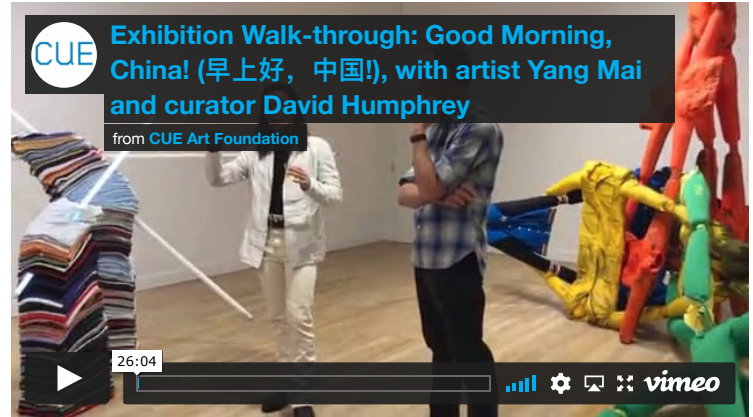 CUE
Exhibition Walk-through: Good Morning,
China! (早上好，中国!), with artist Yang Mai
and curator David Humphrey
from CUE Art Foundation
26:04
vimeo